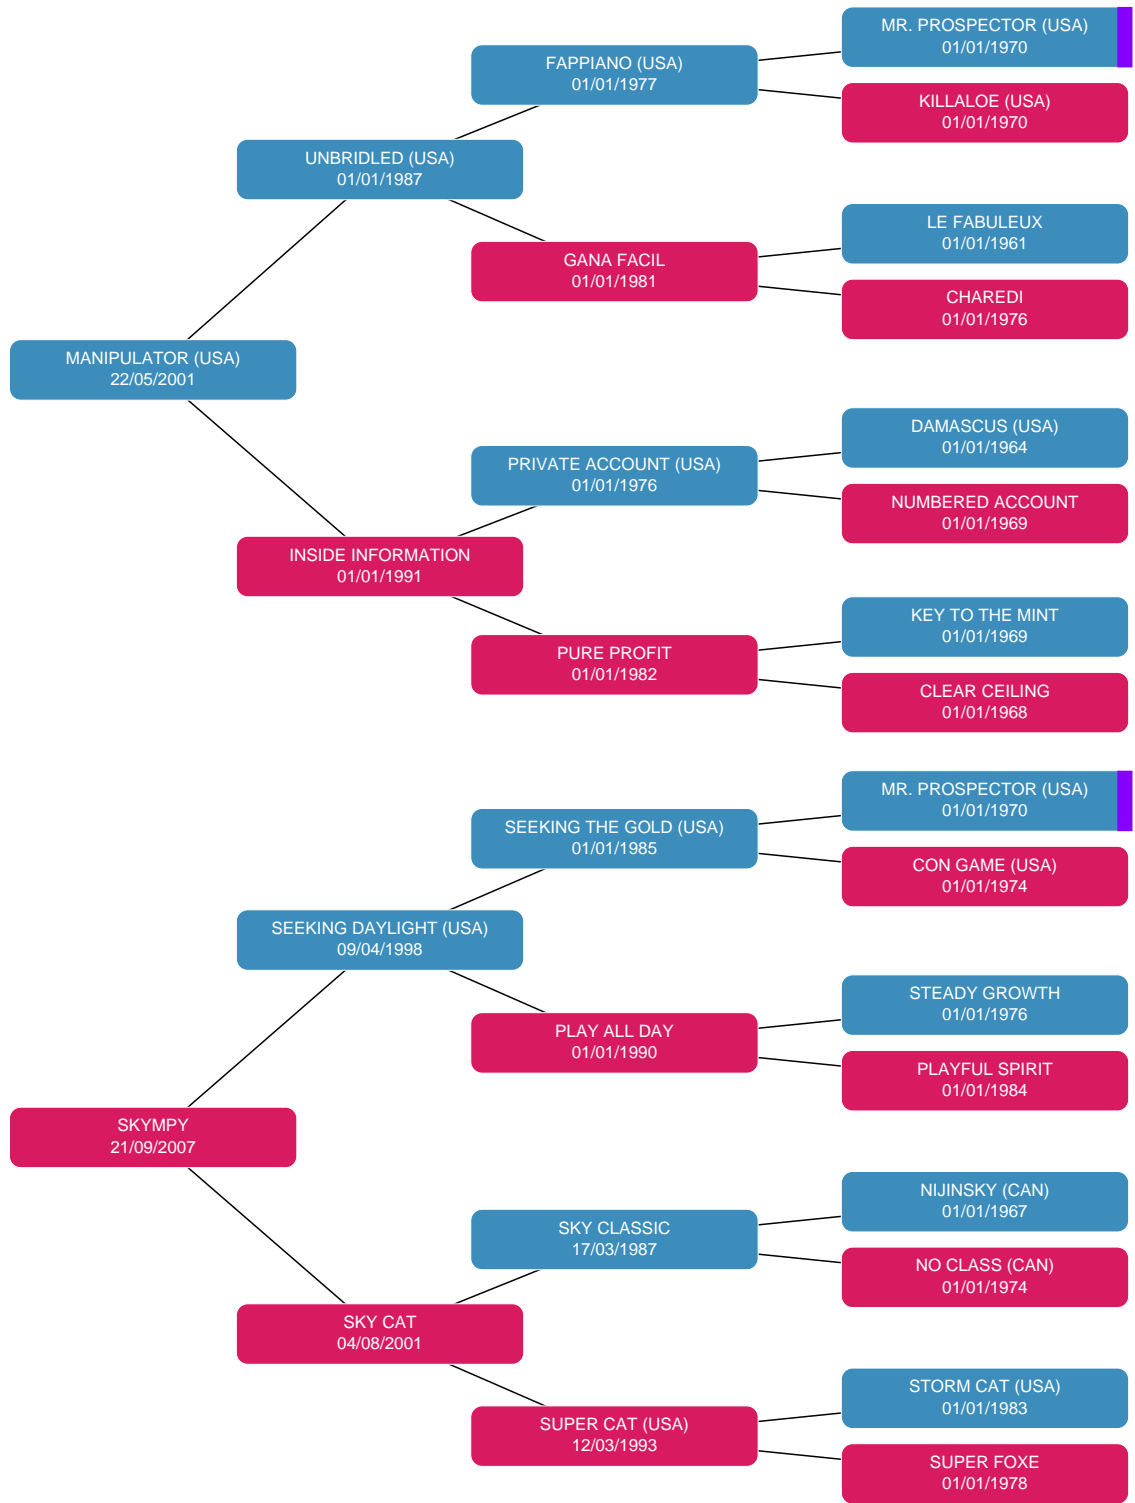 MR. PROSPECTOR (USA)
01/01/1970
FAPPIANO (USA)
01/01/1977
KILLALOE (USA)
01/01/1970
UNBRIDLED (USA)
01/01/1987
LE FABULEUX
01/01/1961
GANA FACIL
01/01/1981
CHAREDI
01/01/1976
MANIPULATOR (USA)
22/05/2001
DAMASCUS (USA)
01/01/1964
PRIVATE ACCOUNT (USA)
01/01/1976
NUMBERED ACCOUNT
01/01/1969
INSIDE INFORMATION
01/01/1991
KEY TO THE MINT
01/01/1969
PURE PROFIT
01/01/1982
CLEAR CEILING
01/01/1968
MR. PROSPECTOR (USA)
01/01/1970
SEEKING THE GOLD (USA)
01/01/1985
CON GAME (USA)
01/01/1974
SEEKING DAYLIGHT (USA)
09/04/1998
STEADY GROWTH
01/01/1976
PLAY ALL DAY
01/01/1990
PLAYFUL SPIRIT
01/01/1984
SKYMPY
21/09/2007
NIJINSKY (CAN)
01/01/1967
SKY CLASSIC
17/03/1987
NO CLASS (CAN)
01/01/1974
SKY CAT
04/08/2001
STORM CAT (USA)
01/01/1983
SUPER CAT (USA)
12/03/1993
SUPER FOXE
01/01/1978